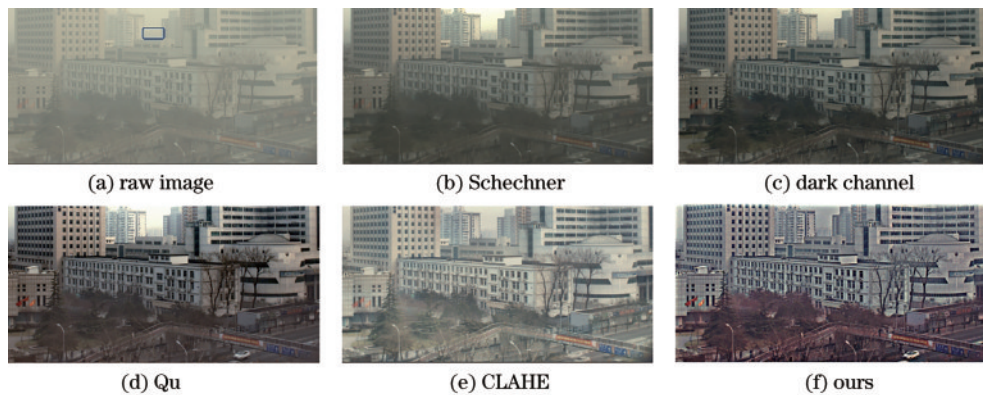 (a) raw image
(b) Schechner
(c) dark channel
(d) Qu
(e) CLAHE
(f) ours